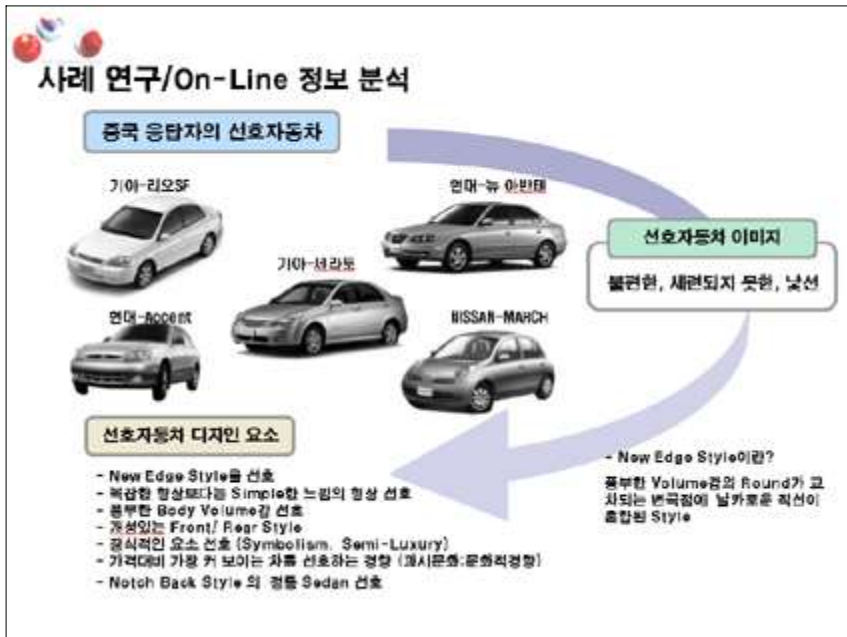 사례 연구/On-Line 정보 분석
중국 응답자의 선호자동차
기아-리오SF
현대-뉴 아반테
기아-세라토
현대-Accent
NISSAN-MARCH
선호자동차 이미지
불편한, 세련되지 못한, 낯선
선호자동차 디자인 요소
- New Edge Style을 선호
- 복잡한 형상보다는 Simple한 느낌의 형상 선호
- 풍부한 Body Volume감 선호
- 개성있는 Front/ Rear Style
- 장식적인 요소 선호 (Symbolism, Semi-Luxury)
- 가격대비 가장 커 보이는 차를 선호하는 경향 (과시문화:문화적경향)
- Notch Back Style 의 정통 Sedan 선호
- New Edge Style이란?
풍부한 Volume감의 Round가 교
차되는 변곡점에 날카로운 직선이
혼합된 Style